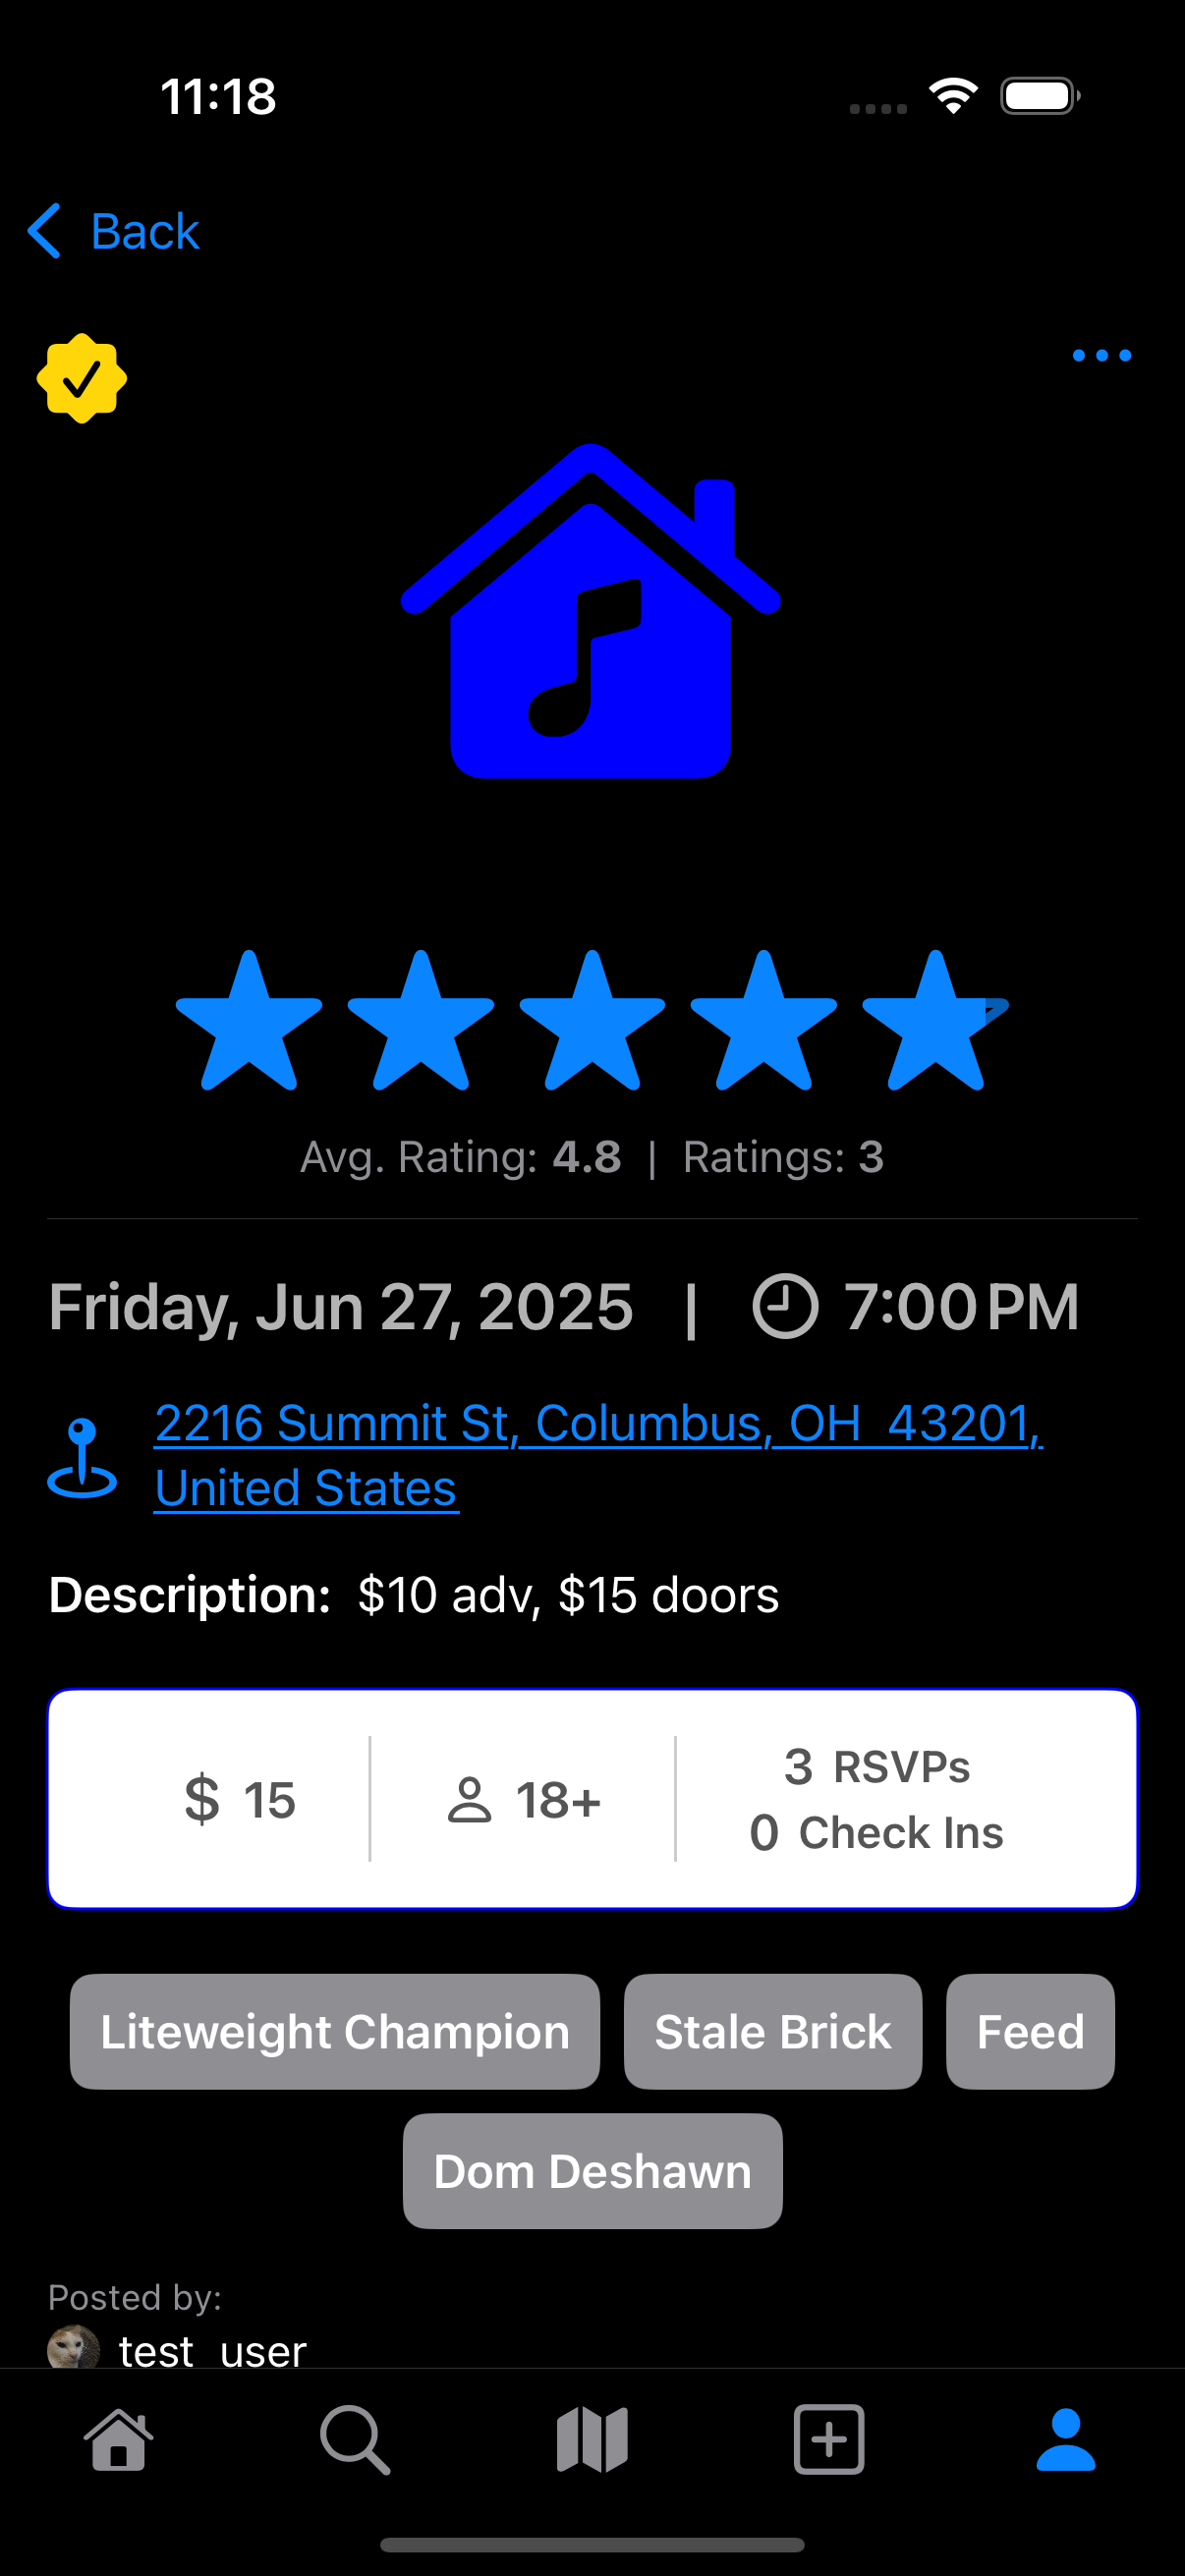 11:18
Back
Avg. Rating: 4.8 | Ratings: 3
Friday, Jun 27, 2025 | 7:00 PM
2216 Summit St, Columbus, OH 43201,
United States
Description: $10 adv, $15 doors
$ 15
18+
3 RSVPs
0 Check Ins
Liteweight Champion
Stale Brick
Feed
Dom Deshawn
Posted by:
test_user